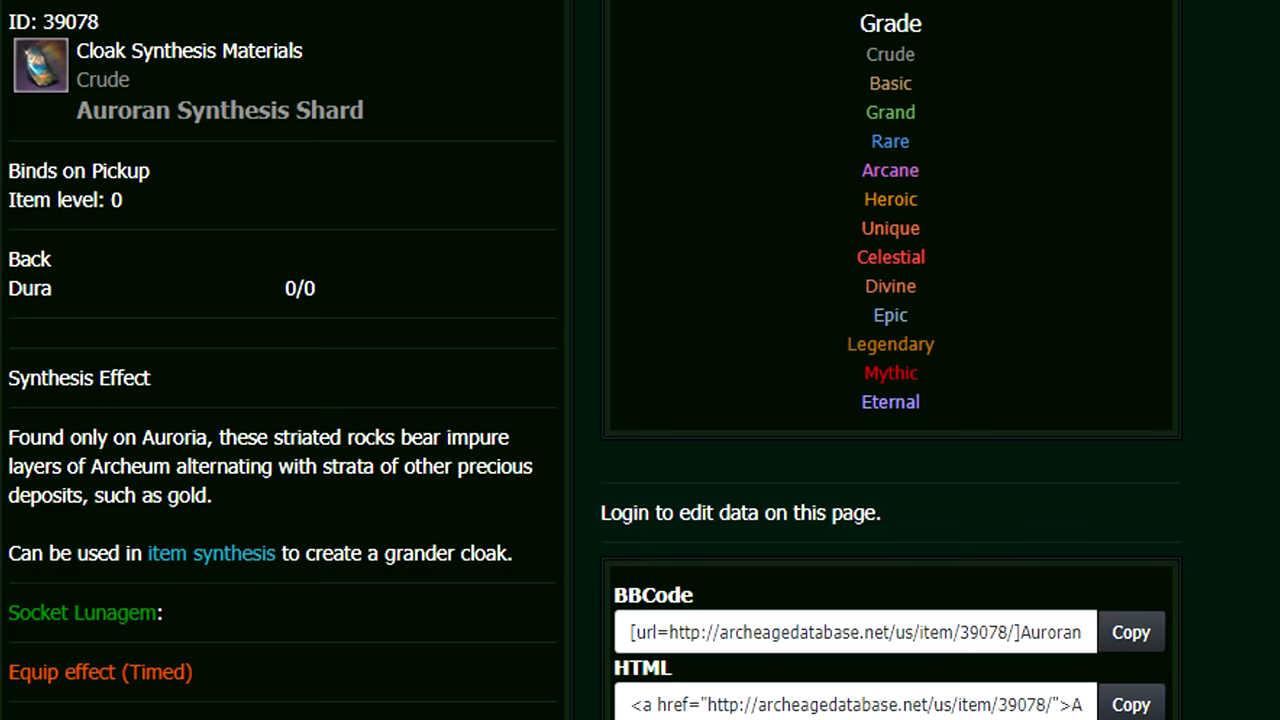 ID: 39078
Cloak Synthesis Materials
Crude
Auroran Synthesis Shard
Binds on Pickup
Item level: 0
Back
Dura 0/0
Synthesis Effect
Found only on Auroria, these striated rocks bear impure
layers of Archeum alternating with strata of other precious
deposits, such as gold.
Can be used in item synthesis to create a grander cloak.
Socket Lunagem:
Equip effect (Timed)
Grade
Crude
Basic
Grand
Rare
Arcane
Heroic
Unique
Celestial
Divine
Epic
Legendary
Mythic
Eternal
Login to edit data on this page.
BBCode
[url=http://archeagedatabase.net/us/item/39078/]Auroran
Copy
HTML
<a href="http://archeagedatabase.net/us/item/39078/">A
Copy